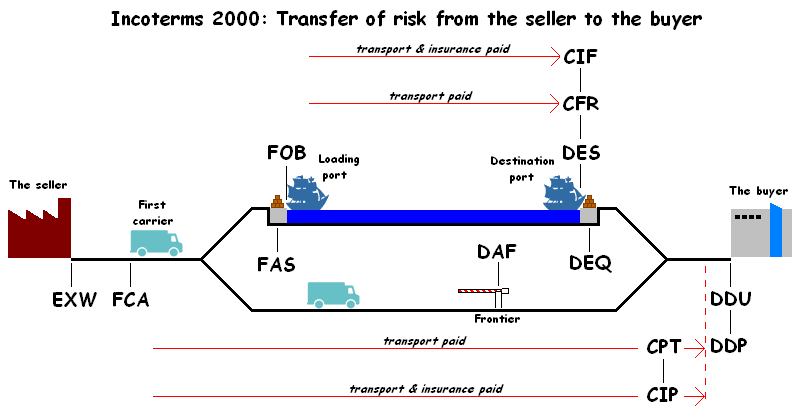 Incoterms 2000: Transfer of risk from the seller to the buyer
transport & insurance paid
CIF
transport paid
CFR
FOB
Loading
port
Destination
port
DES
The seller
First
carrier
The buyer
FAS
DAF
DEQ
EXW
FCA
Frontier
DDU
transport paid
CPT
DDP
transport & insurance paid
CIP